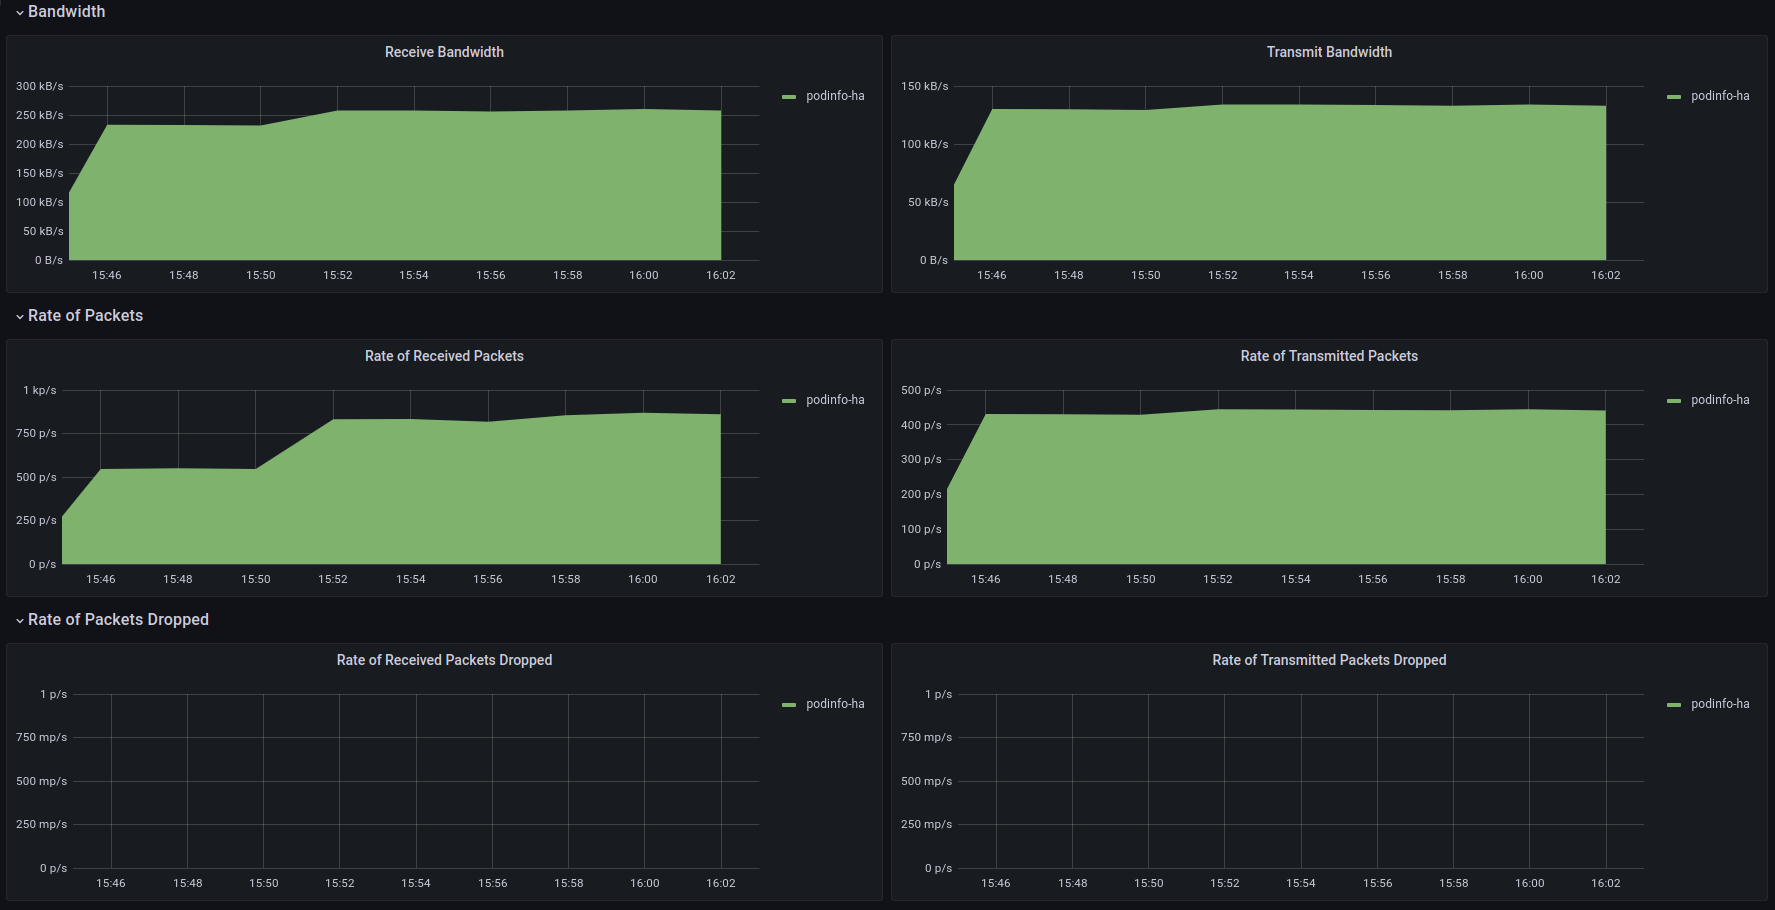 Bandwidth
Receive Bandwidth
300 kB/s
250 kB/s
200 kB/s
150 kB/s
100 kB/s
50 kB/s
0 B/s
15:46 15:48 15:50 15:52 15:54 15:56 15:58 16:00 16:02
podinfo-ha
Transmit Bandwidth
150 kB/s
100 kB/s
50 kB/s
0 B/s
15:46 15:48 15:50 15:52 15:54 15:56 15:58 16:00 16:02
podinfo-ha
Rate of Packets
Rate of Received Packets
1 kp/s
750 p/s
500 p/s
250 p/s
0 p/s
15:46 15:48 15:50 15:52 15:54 15:56 15:58 16:00 16:02
podinfo-ha
Rate of Transmitted Packets
500 p/s
400 p/s
300 p/s
200 p/s
100 p/s
0 p/s
15:46 15:48 15:50 15:52 15:54 15:56 15:58 16:00 16:02
podinfo-ha
Rate of Packets Dropped
Rate of Received Packets Dropped
1 p/s
750 mp/s
500 mp/s
250 mp/s
0 p/s
15:46 15:48 15:50 15:52 15:54 15:56 15:58 16:00 16:02
podinfo-ha
Rate of Transmitted Packets Dropped
1 p/s
750 mp/s
500 mp/s
250 mp/s
0 p/s
15:46 15:48 15:50 15:52 15:54 15:56 15:58 16:00 16:02
podinfo-ha